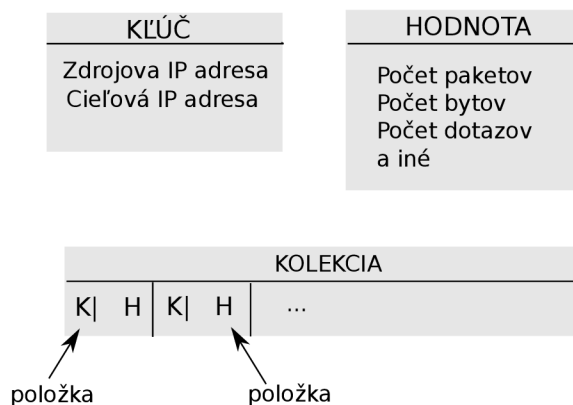 KĽÚČ
Zdrojova IP adresa
Cieľová IP adresa
HODNOTA
Počet paketov
Počet bytov
Počet dotazov
a iné
KOLEKCIA
K| H K| H ...
položka položka